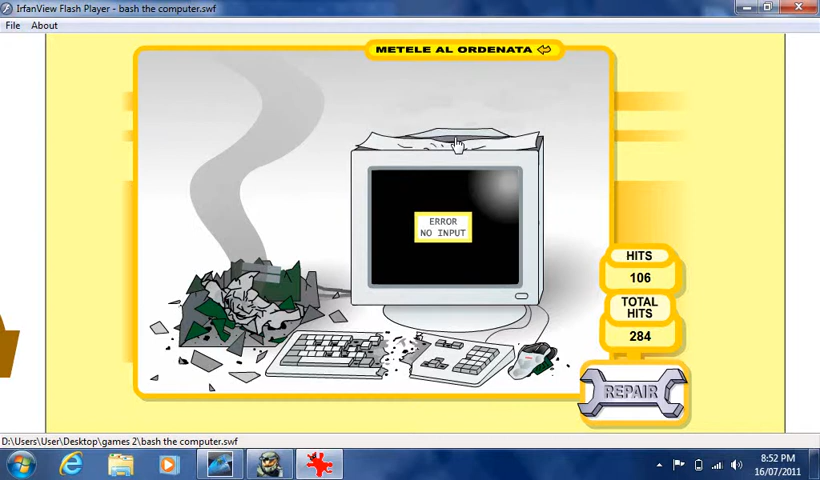 IrfanView Flash Player - bash the computer.swf
File About
METELE AL ORDENATA
ERROR
NO INPUT
HITS
106
TOTAL
HITS
284
REPAIR
D:\Users\User\Desktop\games 2\bash the computer.swf
8:52 PM
16/07/2011